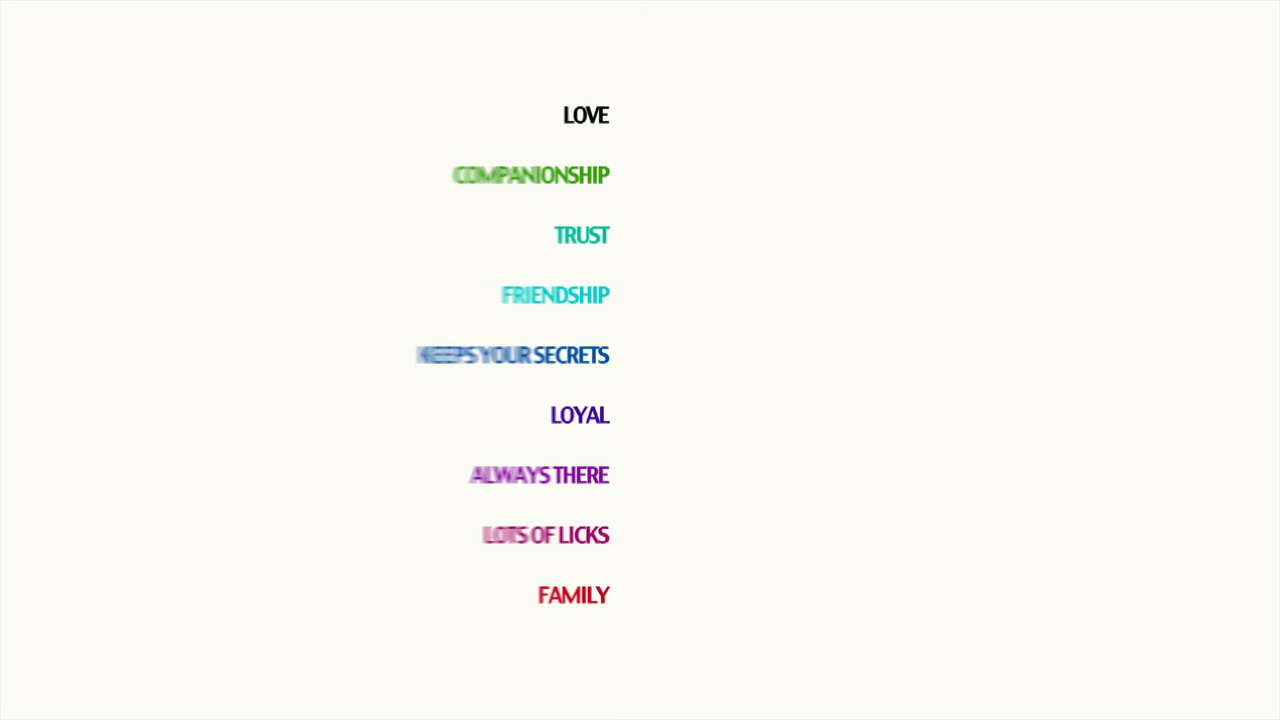 LOVE
COMPANIONSHIP
TRUST
FRIENDSHIP
KEEPS YOUR SECRETS
LOYAL
ALWAYS THERE
LOTS OF LICKS
FAMILY